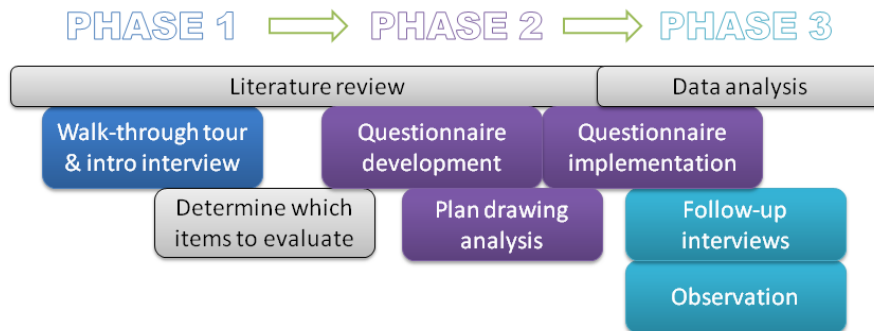 PHASE 1
PHASE 2
PHASE 3
Literature review
Data analysis
Walk-through tour
& intro interview
Questionnaire
development
Questionnaire
implementation
Determine which
items to evaluate
Plan drawing
analysis
Follow-up
interviews
Observation